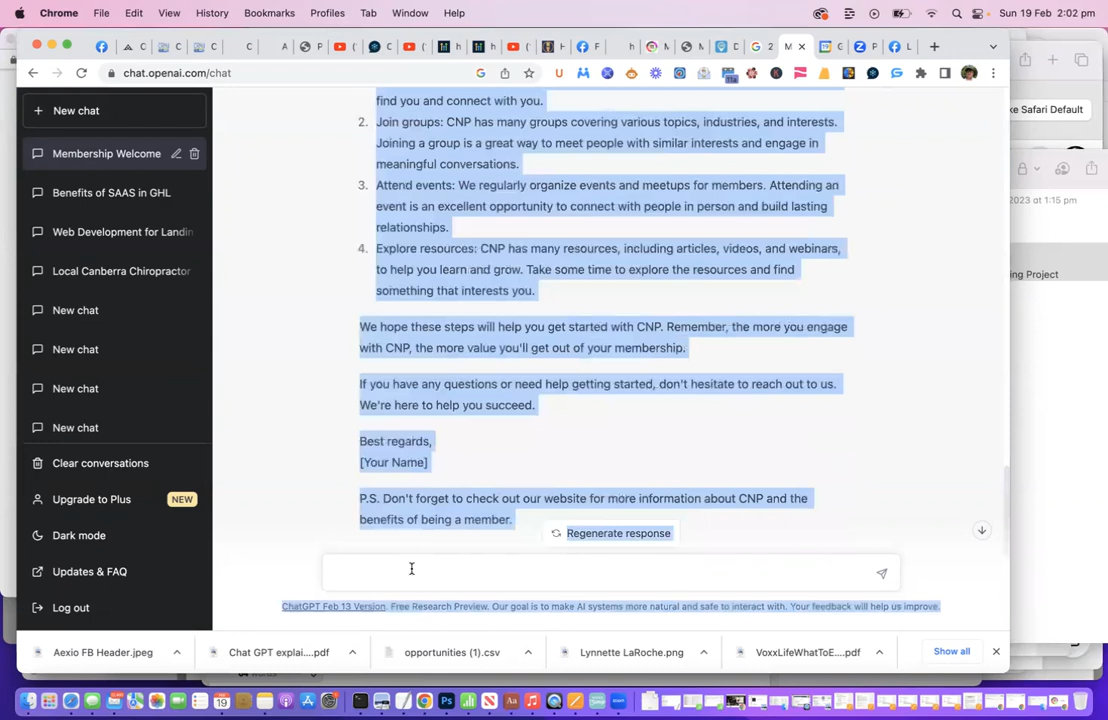 Chrome File Edit View History Bookmarks Profiles Tab Window Help Sun 19 Feb 2:02 pm
chat.openai.com/chat
ke Safari Default
New chat
Membership Welcome
Benefits of SAAS in GHL
Web Development for Landin
Local Canberra Chiropractor
New chat
New chat
New chat
New chat
Clear conversations
Upgrade to Plus NEW
Dark mode
Updates & FAQ
Log out
find you and connect with you.
2. Join groups: CNP has many groups covering various topics, industries, and interests.
Joining a group is a great way to meet people with similar interests and engage in
meaningful conversations.
3. Attend events: We regularly organize events and meetups for members. Attending an
event is an excellent opportunity to connect with people in person and build lasting
relationships.
4. Explore resources: CNP has many resources, including articles, videos, and webinars,
to help you learn and grow. Take some time to explore the resources and find
something that interests you.
We hope these steps will help you get started with CNP. Remember, the more you engage
with CNP, the more value you'll get out of your membership.
If you have any questions or need help getting started, don't hesitate to reach out to us.
We're here to help you succeed.
Best regards,
[Your Name]
P.S. Don't forget to check out our website for more information about CNP and the
benefits of being a member.
Regenerate response
ChatGPT Feb 13 Version. Free Research Preview. Our goal is to make AI systems more natural and safe to interact with. Your feedback will help us improve.
2023 at 1:15 pm
ing Project
Aexio FB Header.jpeg
Chat GPT explai....pdf
opportunities (1).csv
Lynnette LaRoche.png
VoxxLifeWhatToE....pdf
Show all